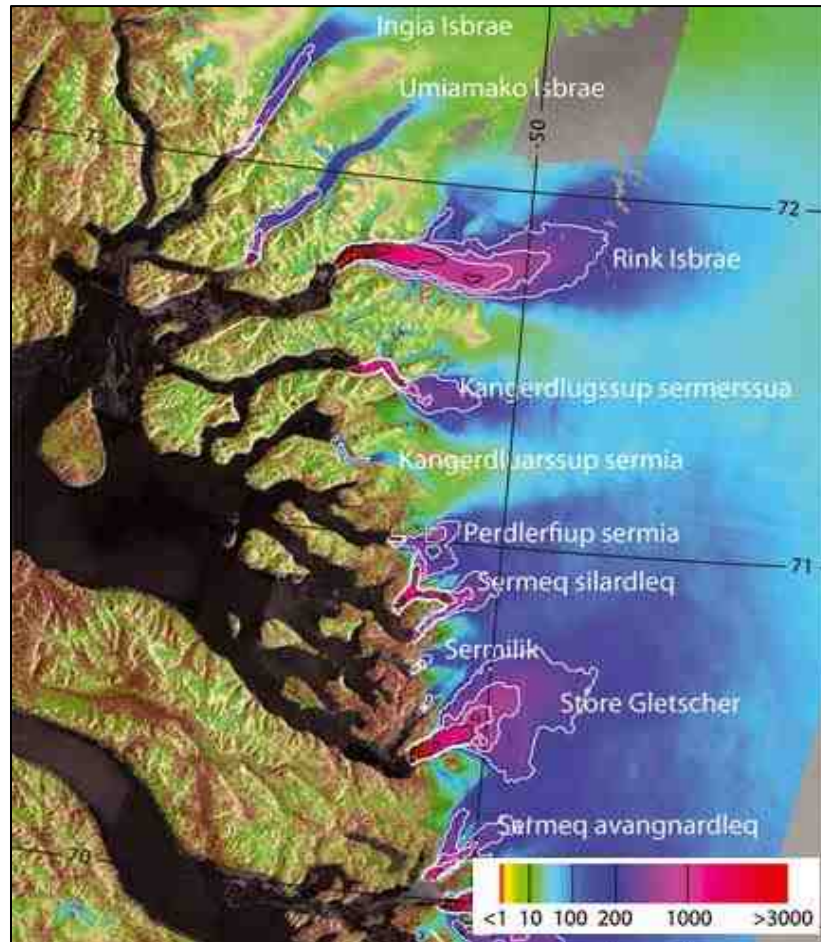 Ingia Isbrae
Umiamako Isbrae
50
71
72
Rink Isbrae
Kangerdlugssup sermerssua
Kangerdluarssup sermia
Perdlerfiup sermia
71
Sermeq silardleq
Sermilik
Store Gletscher
Sermeq avangnardleq
70
<1 10 100 200 1000 >3000